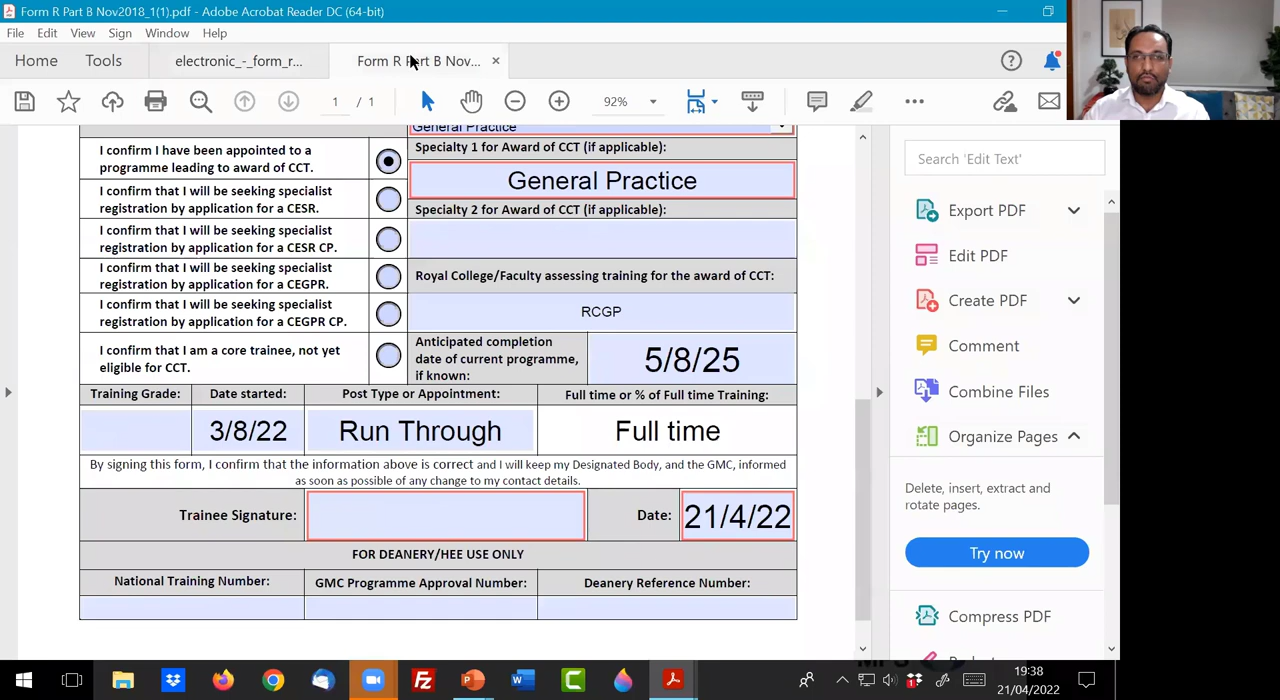 Form R Part B Nov2018_1(1).pdf - Adobe Acrobat Reader DC (64-bit)
File Edit View Sign Window Help
Home Tools electronic_-_form_r... Form R Part B Nov... ×
1 / 1 92%
General Practice
I confirm I have been appointed to a
programme leading to award of CCT.
Specialty 1 for Award of CCT (if applicable):
General Practice
I confirm that I will be seeking specialist
registration by application for a CESR.
Specialty 2 for Award of CCT (if applicable):
I confirm that I will be seeking specialist
registration by application for a CESR CP.
I confirm that I will be seeking specialist
registration by application for a CEGPR.
Royal College/Faculty assessing training for the award of CCT:
I confirm that I will be seeking specialist
registration by application for a CEGPR CP.
RCGP
I confirm that I am a core trainee, not yet
eligible for CCT.
Anticipated completion
date of current programme,
if known:
5/8/25
Training Grade: Date started: Post Type or Appointment: Full time or % of Full time Training:
3/8/22 Run Through Full time
By signing this form, I confirm that the information above is correct and I will keep my Designated Body, and the GMC, informed
as soon as possible of any change to my contact details.
Trainee Signature: Date: 21/4/22
FOR DEANERY/HEE USE ONLY
National Training Number: GMC Programme Approval Number: Deanery Reference Number:
Search 'Edit Text'
Export PDF
Edit PDF
Create PDF
Comment
Combine Files
Organize Pages
Delete, insert, extract and
rotate pages.
Try now
Compress PDF
19:38
21/04/2022